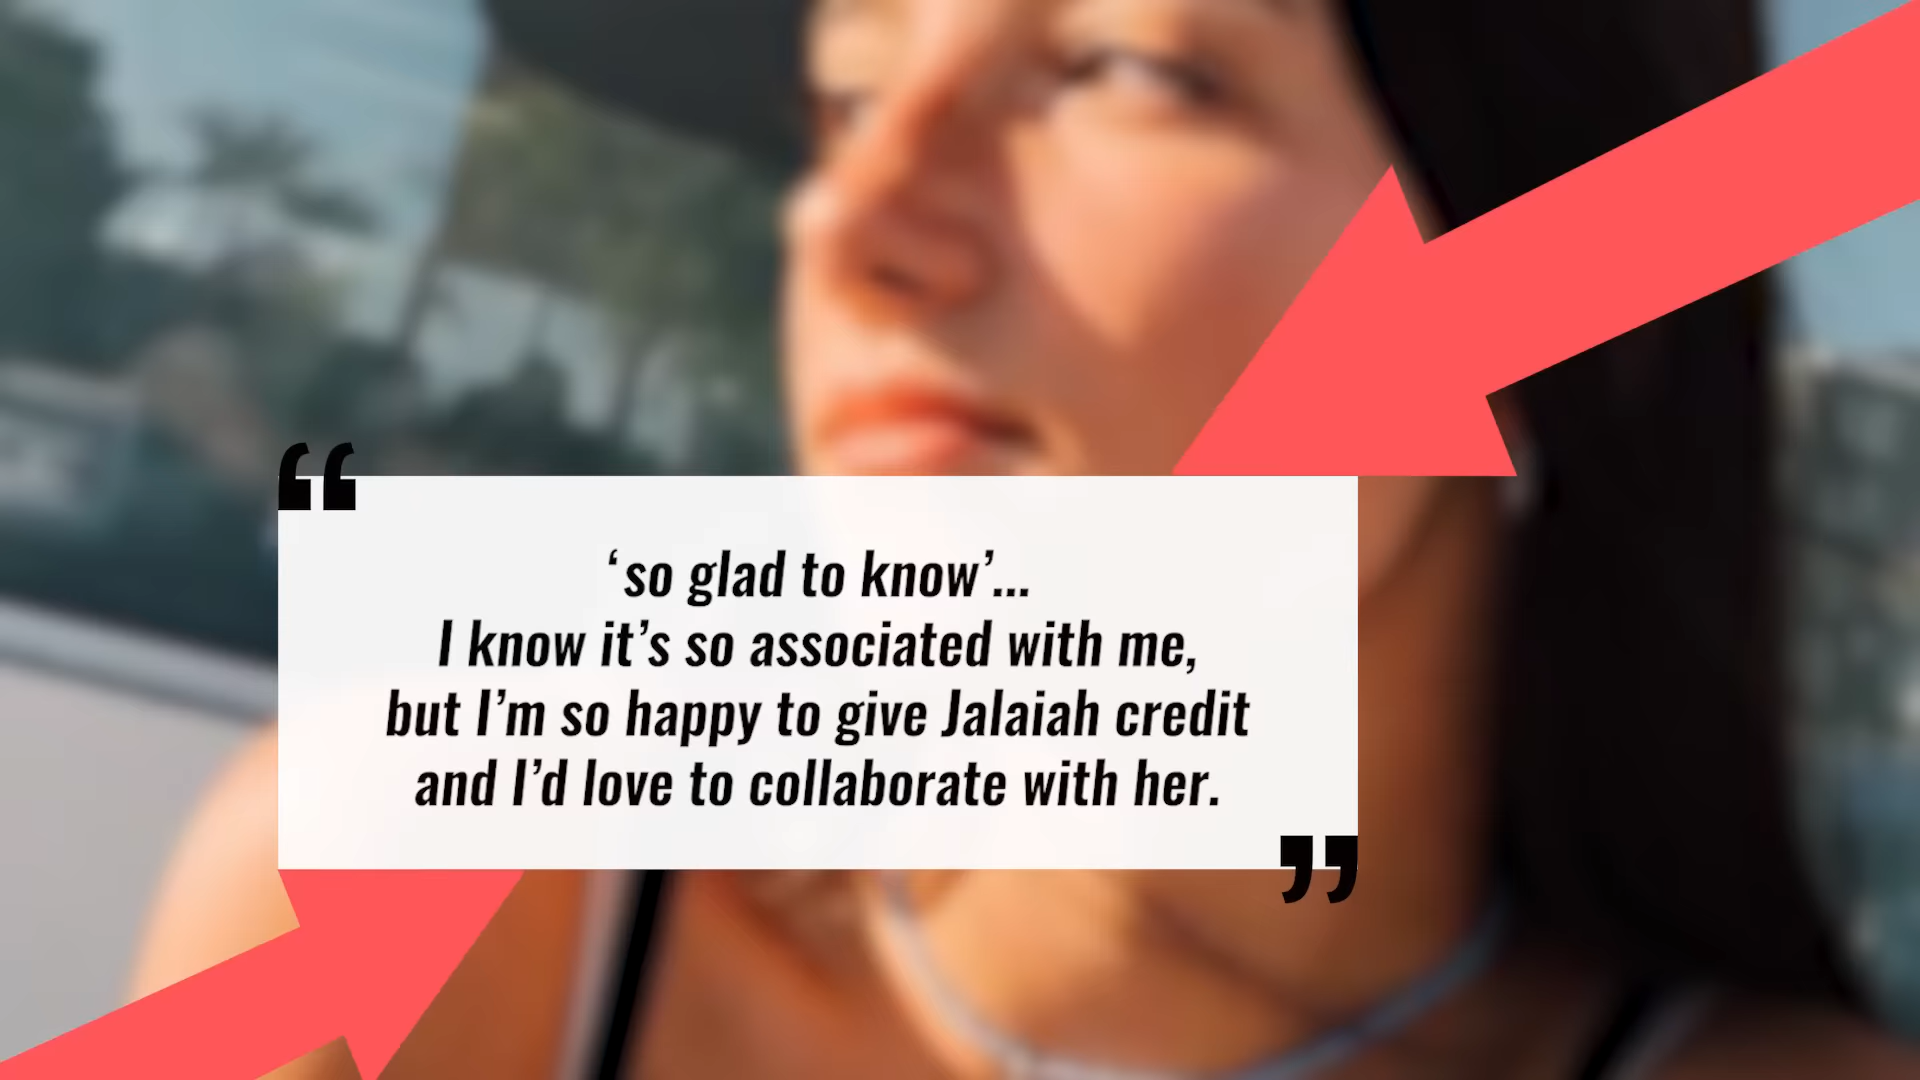 “
‘so glad to know’...
I know it’s so associated with me,
but I’m so happy to give Jalaiah credit
and I’d love to collaborate with her.
”